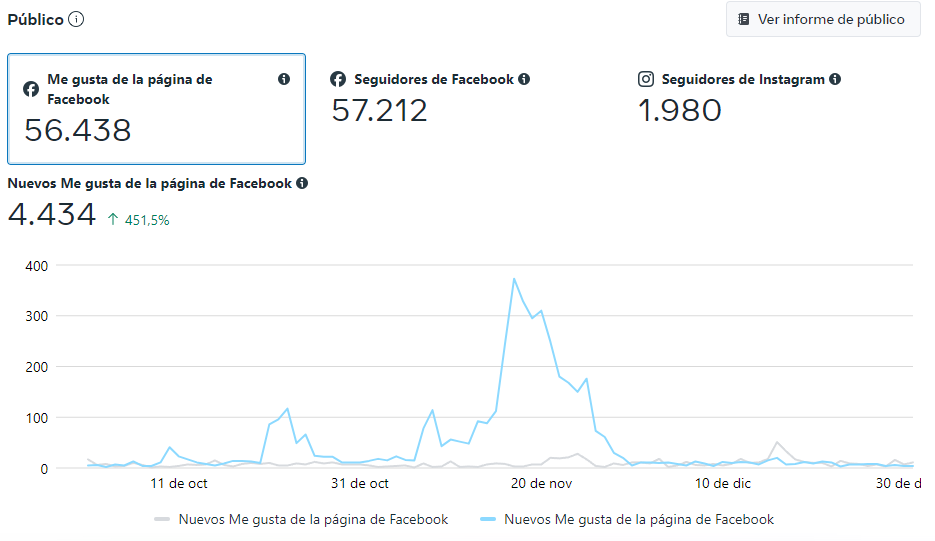 Público
Ver informe de público
Me gusta de la página de
Facebook
56.438
Seguidores de Facebook
57.212
Seguidores de Instagram
1.980
Nuevos Me gusta de la página de Facebook
4.434 ↑ 451,5%
400
300
200
100
0
11 de oct 31 de oct 20 de nov 10 de dic 30 de d
Nuevos Me gusta de la página de Facebook Nuevos Me gusta de la página de Facebook